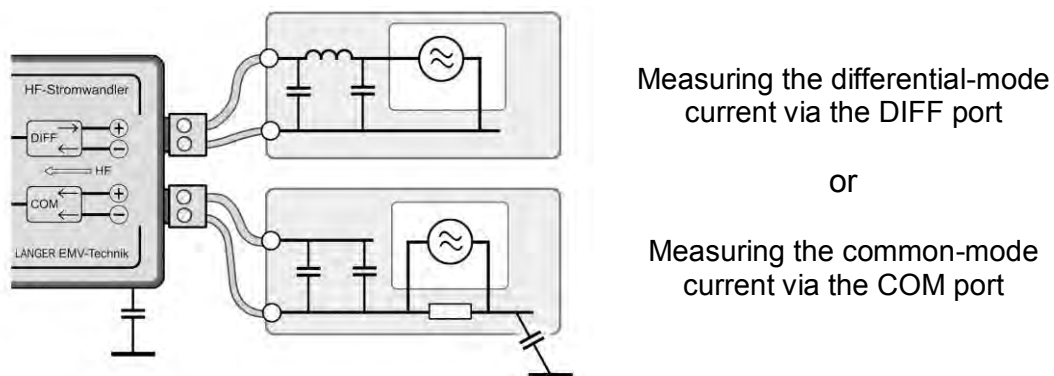 HF-Stromwandler
DIFF
+
−
HF
COM
+
−
LANGER EMV-Technik
Measuring the differential-mode
current via the DIFF port
or
Measuring the common-mode
current via the COM port